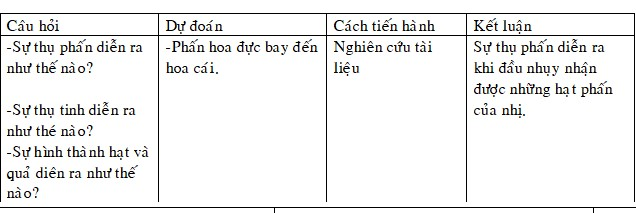 Câu hỏi
Dự đoán
Cách tiến hành
Kết luận
-Sự thụ phấn diễn ra
như thế nào?
-Sự thụ tinh diễn ra
như thé nào?
-Sự hình thành hạt và
quả diên ra như thế
nào?
-Phấn hoa đực bay đến
hoa cái.
Nghiên cứu tài
liệu
Sự thụ phấn diễn ra
khi đầu nhụy nhận
được những hạt phấn
của nhị.